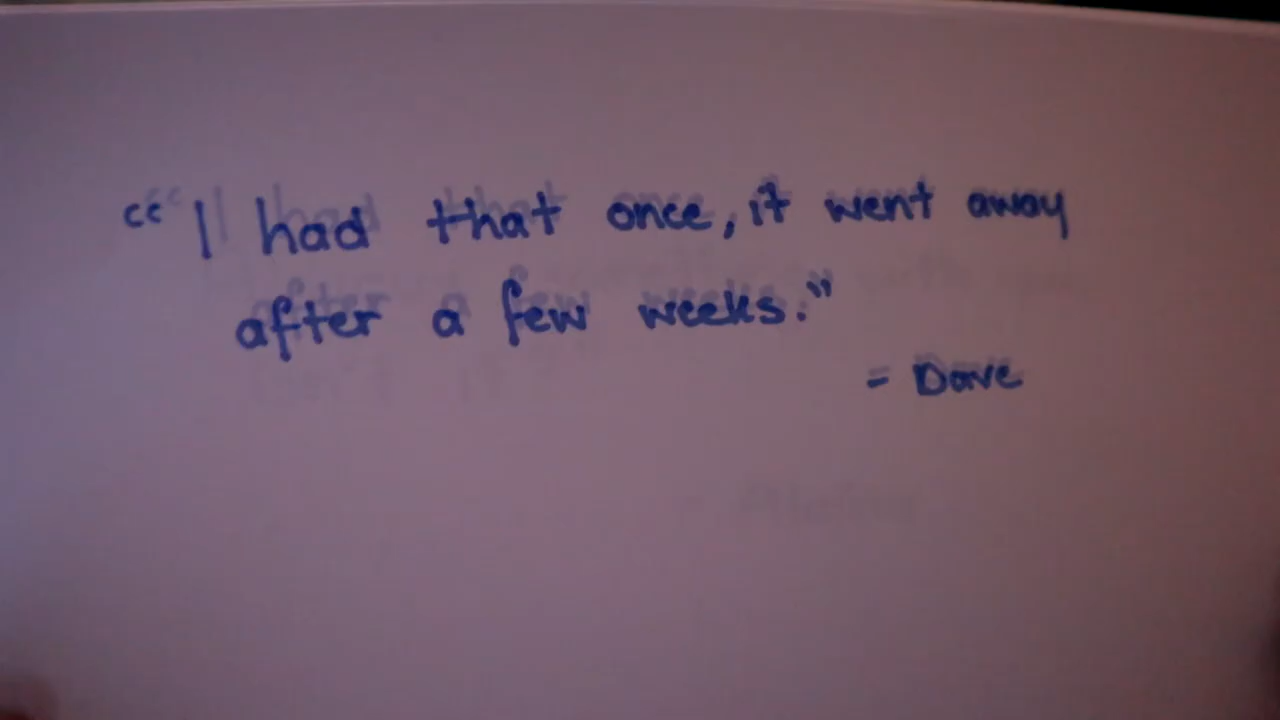 “I had that once, it went away
after a few weeks.”
- Dave